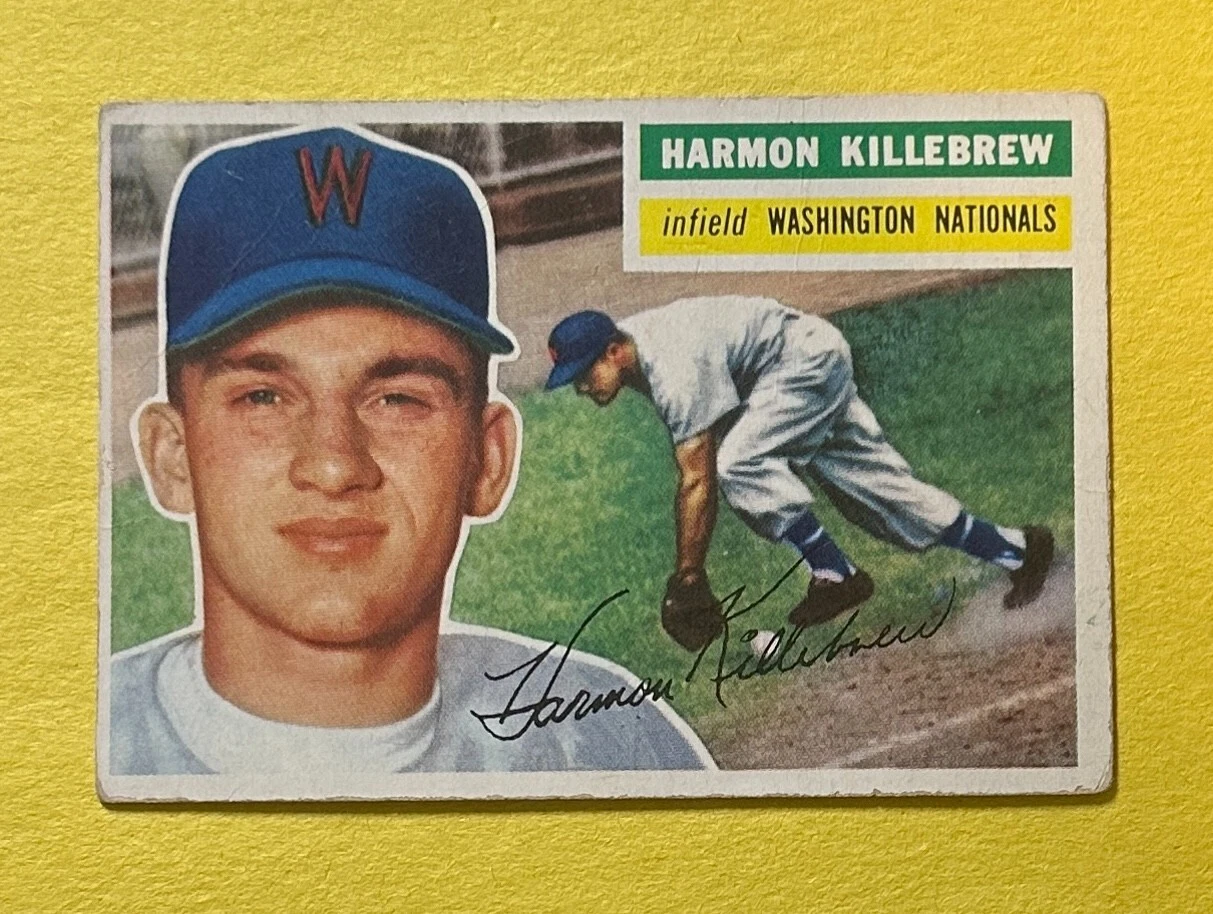 W
HARMON KILLEBREW
infield WASHINGTON NATIONALS
Harmon Killebrew